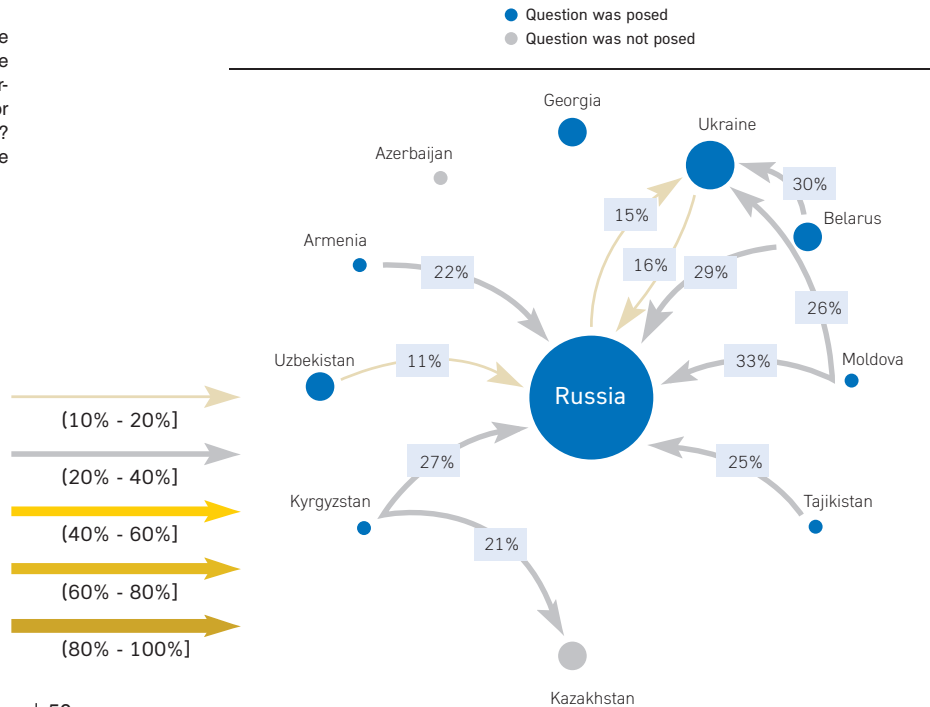 Question was posed
Question was not posed
e
e
r-
or
?
e
Georgia
Ukraine
Azerbaijan
30%
15%
Belarus
Armenia
16%
29%
22%
26%
Uzbekistan
11%
33%
Moldova
Russia
(10% - 20%]
27%
25%
(20% - 40%]
Kyrgyzstan
Tajikistan
(40% - 60%]
21%
(60% - 80%]
(80% - 100%]
Kazakhstan